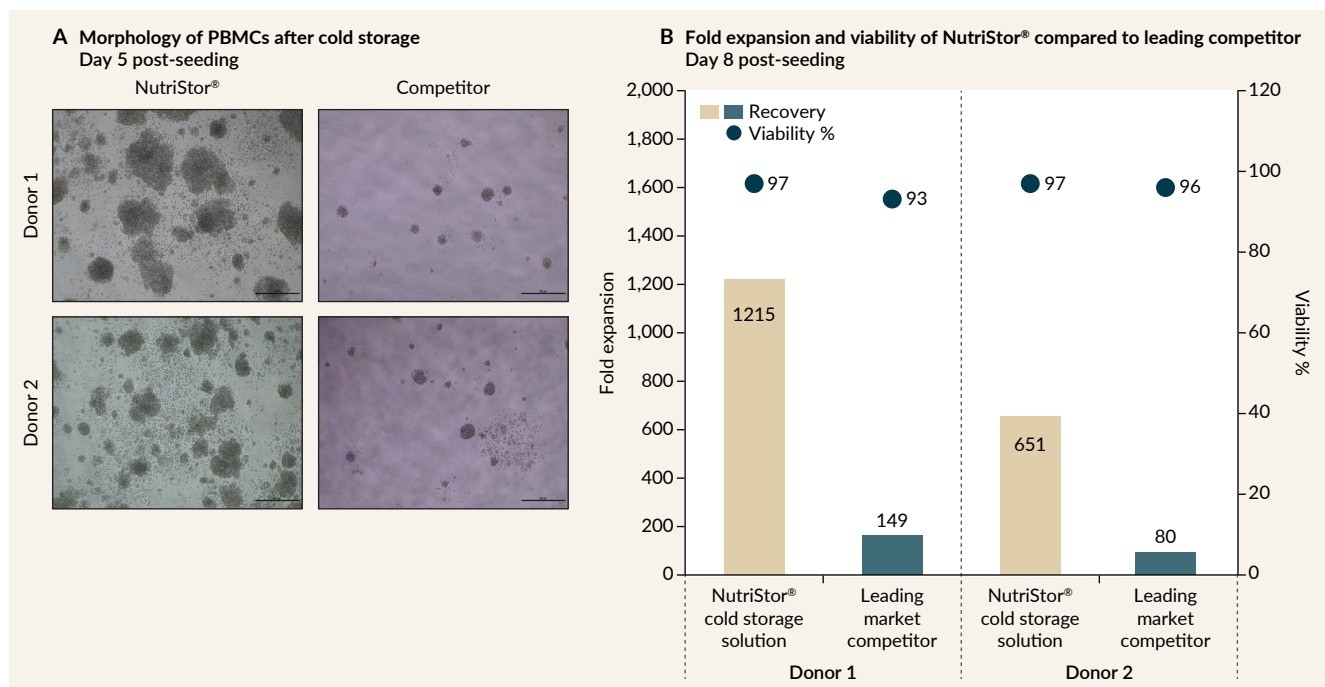 A Morphology of PBMCs after cold storage
Day 5 post-seeding
NutriStor®
Competitor
Donor 1
Donor 2
B Fold expansion and viability of NutriStor® compared to leading competitor
Day 8 post-seeding
Recovery
Viability %
Fold expansion
2,000
1,800
1,600
1,400
1,200
1,000
800
600
400
200
0
97
93
97
96
1215
149
651
80
120
100
80
60
40
20
0
Viability %
NutriStor®
cold storage
solution
Leading
market
competitor
NutriStor®
cold storage
solution
Leading
market
competitor
Donor 1
Donor 2